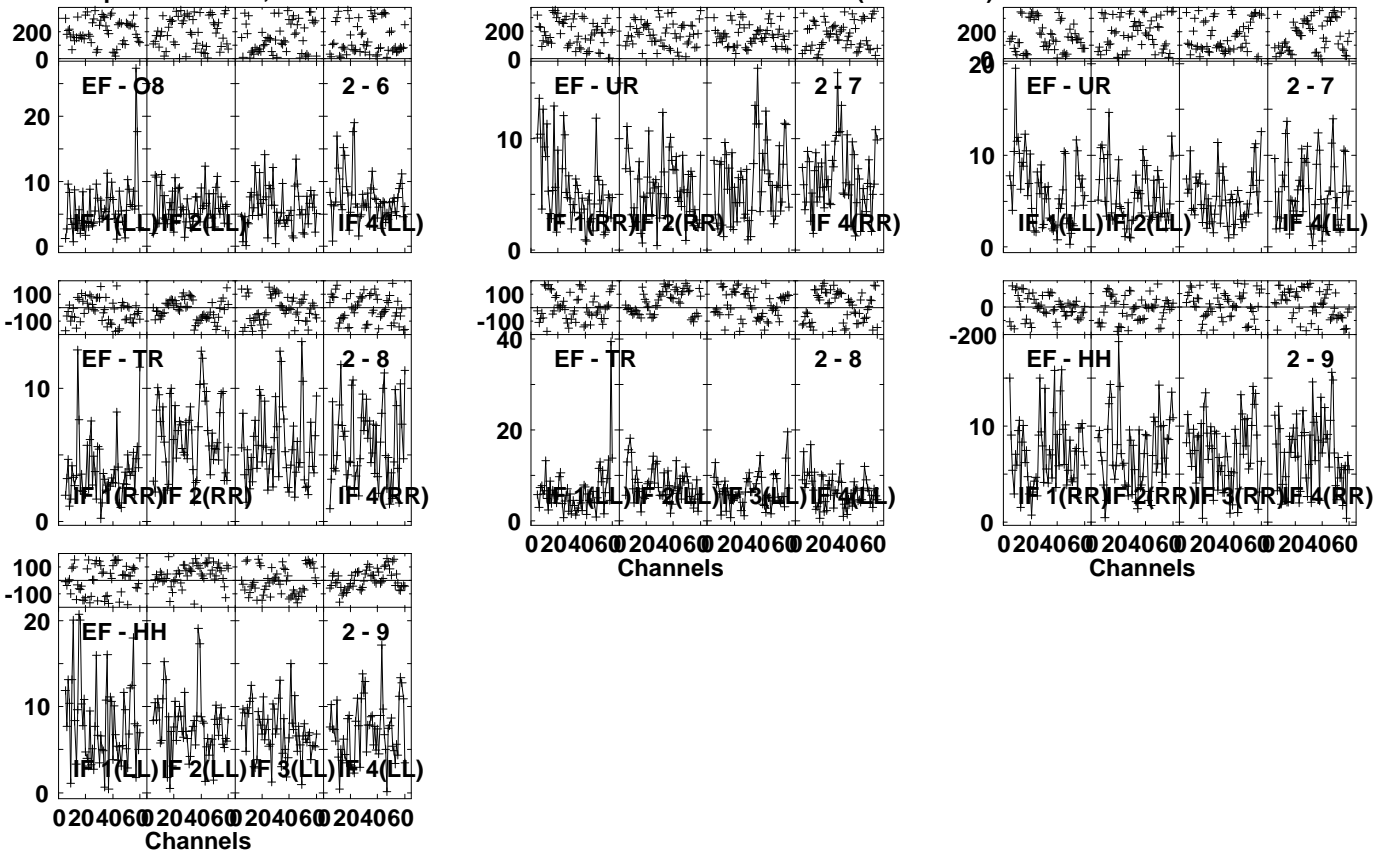 200
0
EF - O8
2 - 6
20
10
0
IF 1(LL)
IF 2(LL)
IF 4(LL)
200
0
EF - UR
2 - 7
10
0
IF 1(RR)
IF 2(RR)
IF 4(RR)
200
0
20
EF - UR
2 - 7
10
0
IF 1(LL)
IF 2(LL)
IF 4(LL)
100
-100
EF - TR
2 - 8
10
0
IF 1(RR)
IF 2(RR)
IF 4(RR)
100
-100
40
EF - TR
2 - 8
20
0
IF 1(LL)
IF 2(LL)
IF 3(LL)
IF 4(LL)
0 20 40 60 0 20 40 60 0 20 40 60 0 20 40 60
Channels
0
-200
EF - HH
2 - 9
10
0
IF 1(RR)
IF 2(RR)
IF 3(RR)
IF 4(RR)
0 20 40 60 0 20 40 60 0 20 40 60 0 20 40 60
Channels
100
-100
20
EF - HH
2 - 9
10
0
IF 1(LL)
IF 2(LL)
IF 3(LL)
IF 4(LL)
0 20 40 60 0 20 40 60 0 20 40 60 0 20 40 60
Channels